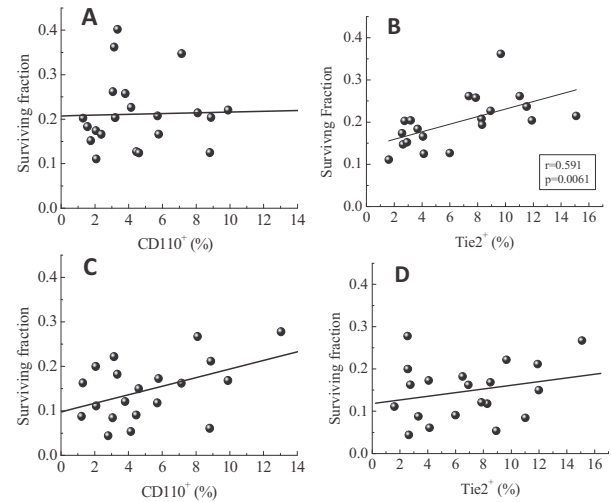 A
Surviving fraction
0.4
0.3
0.2
0.1
0.0
0 2 4 6 8 10 12 14
CD110+ (%)
B
Survivng Fraction
0.4
0.3
0.2
0.1
0.0
2 4 6 8 10 12 14 16
Tie2+ (%)
r=0.591
p=0.0061
C
Surviving fraction
0.4
0.3
0.2
0.1
0.0
0 2 4 6 8 10 12 14
CD110+ (%)
D
Surviving fraction
0.4
0.3
0.2
0.1
0.0
2 4 6 8 10 12 14 16
Tie2+ (%)